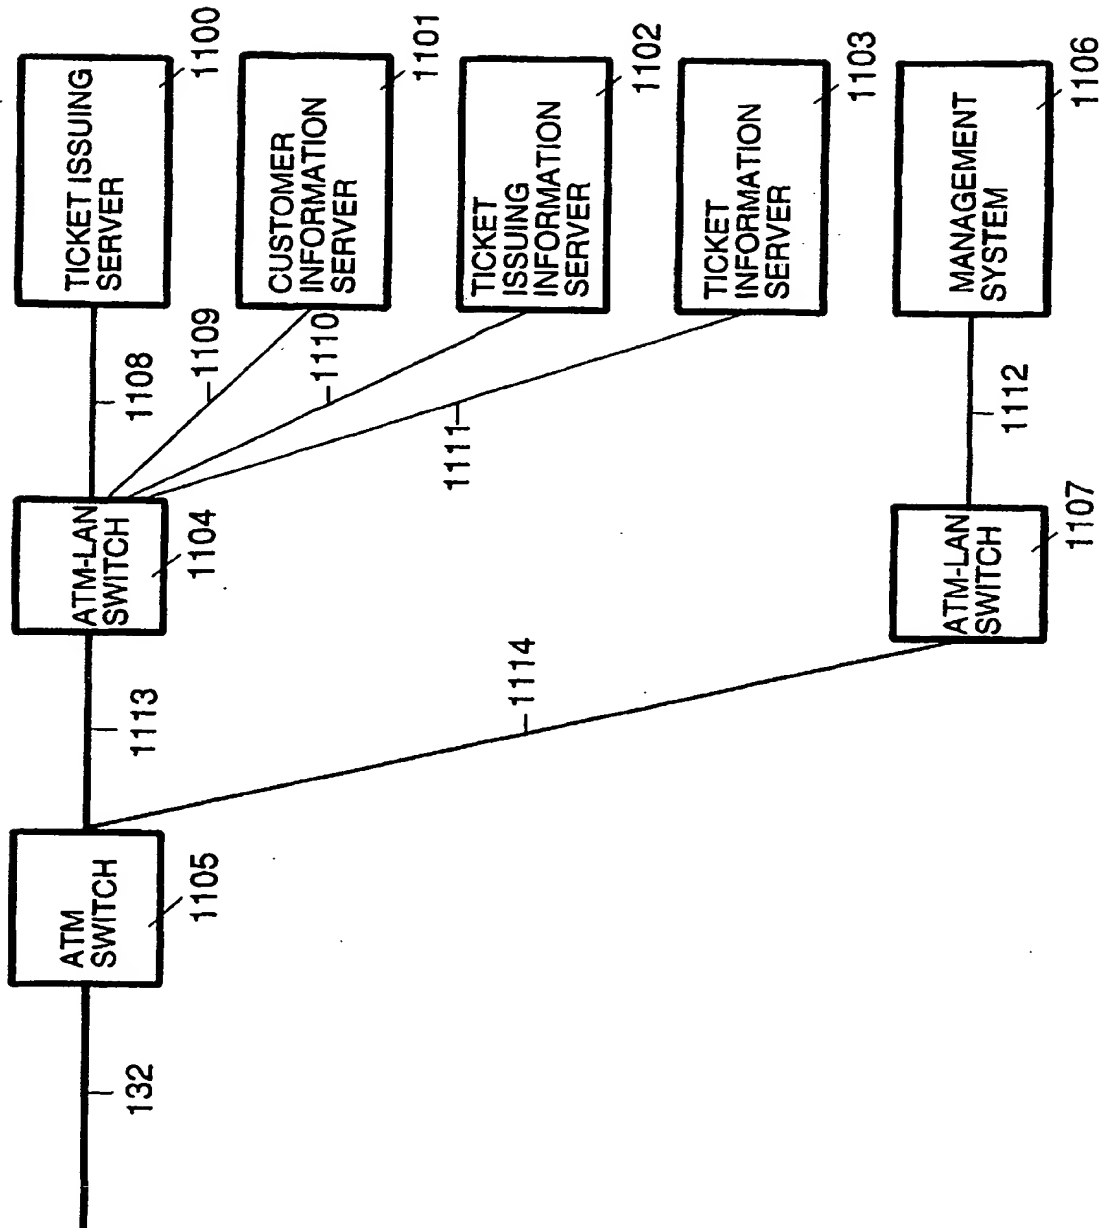 TICKET ISSUING
SERVER
1100
CUSTOMER
INFORMATION
SERVER
1101
TICKET
ISSUING
INFORMATION
SERVER
1102
TICKET
INFORMATION
SERVER
1103
MANAGEMENT
SYSTEM
1106
1108
1109
1110
1111
1112
ATM-LAN
SWITCH
1104
ATM-LAN
SWITCH
1107
1113
1114
ATM
SWITCH
1105
132